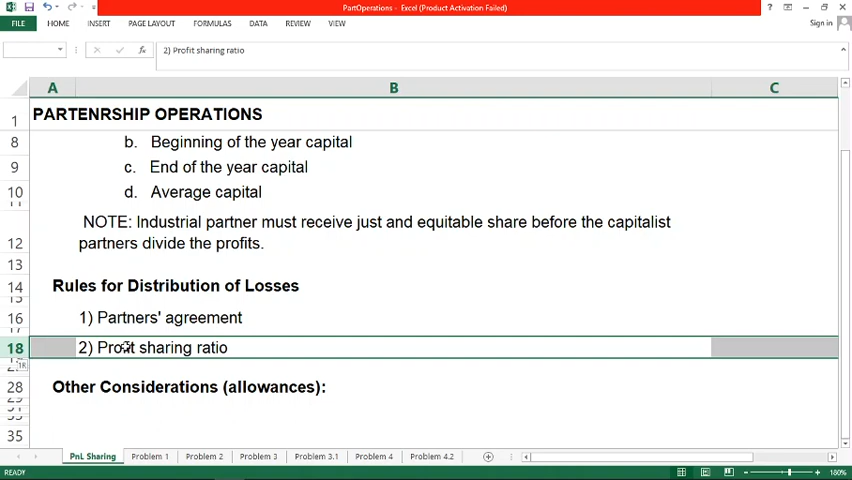 PartOperations - Excel (Product Activation Failed)
FILE HOME INSERT PAGE LAYOUT FORMULAS DATA REVIEW VIEW Sign in
2) Profit sharing ratio
A B C
1 PARTENRSHIP OPERATIONS
8 b. Beginning of the year capital
9 c. End of the year capital
10 d. Average capital
NOTE: Industrial partner must receive just and equitable share before the capitalist
12 partners divide the profits.
13
14 Rules for Distribution of Losses
16 1) Partners' agreement
18 2) Profit sharing ratio
28 Other Considerations (allowances):
35
PnL Sharing Problem 1 Problem 2 Problem 3 Problem 3.1 Problem 4 Problem 4.2
READY 180%